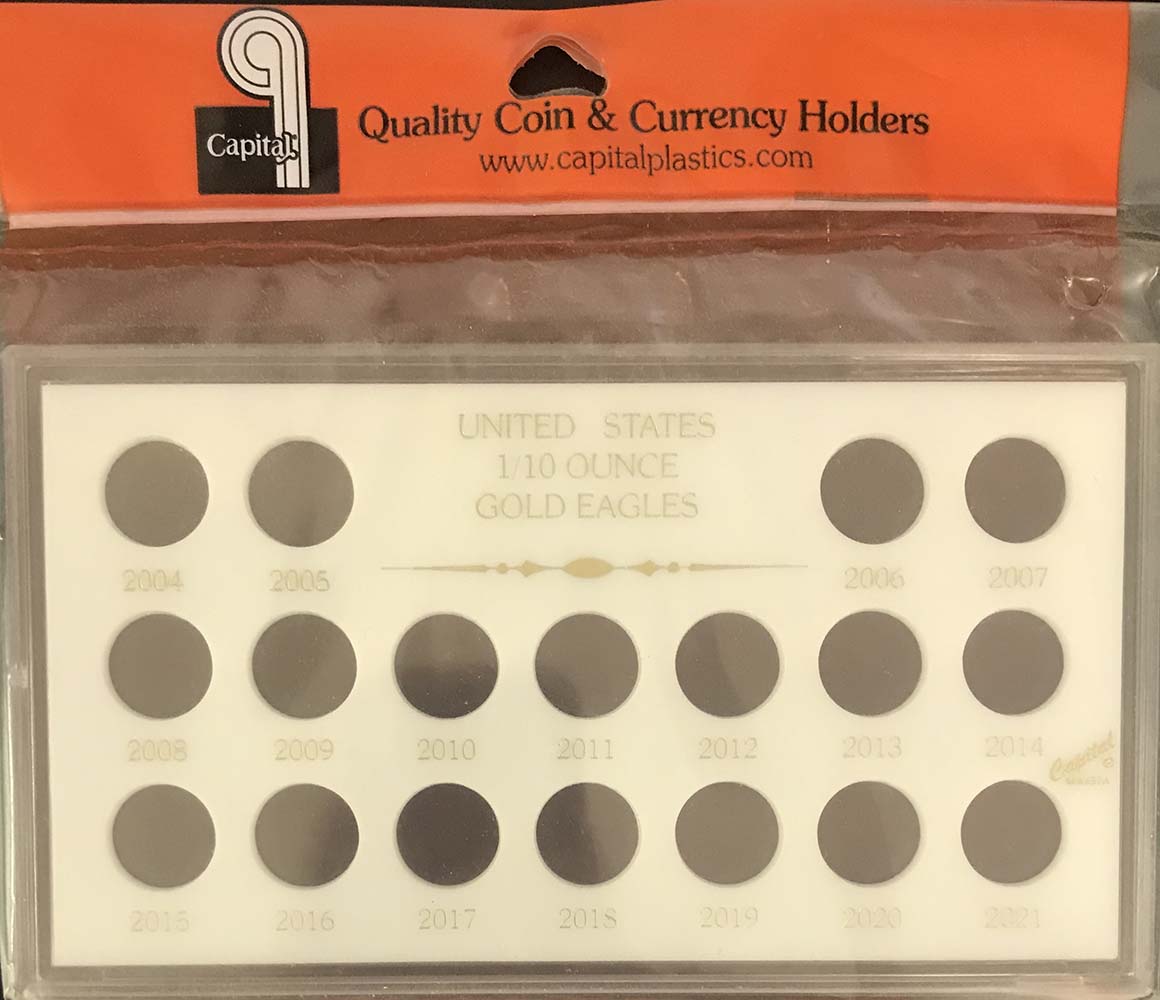 Capital
Quality Coin & Currency Holders
www.capitalplastics.com
UNITED STATES
1/10 OUNCE
GOLD EAGLES
2004 2005 2006 2007
2008 2009 2010 2011 2012 2013 2014
Capital
2015 2016 2017 2018 2019 2020 2021